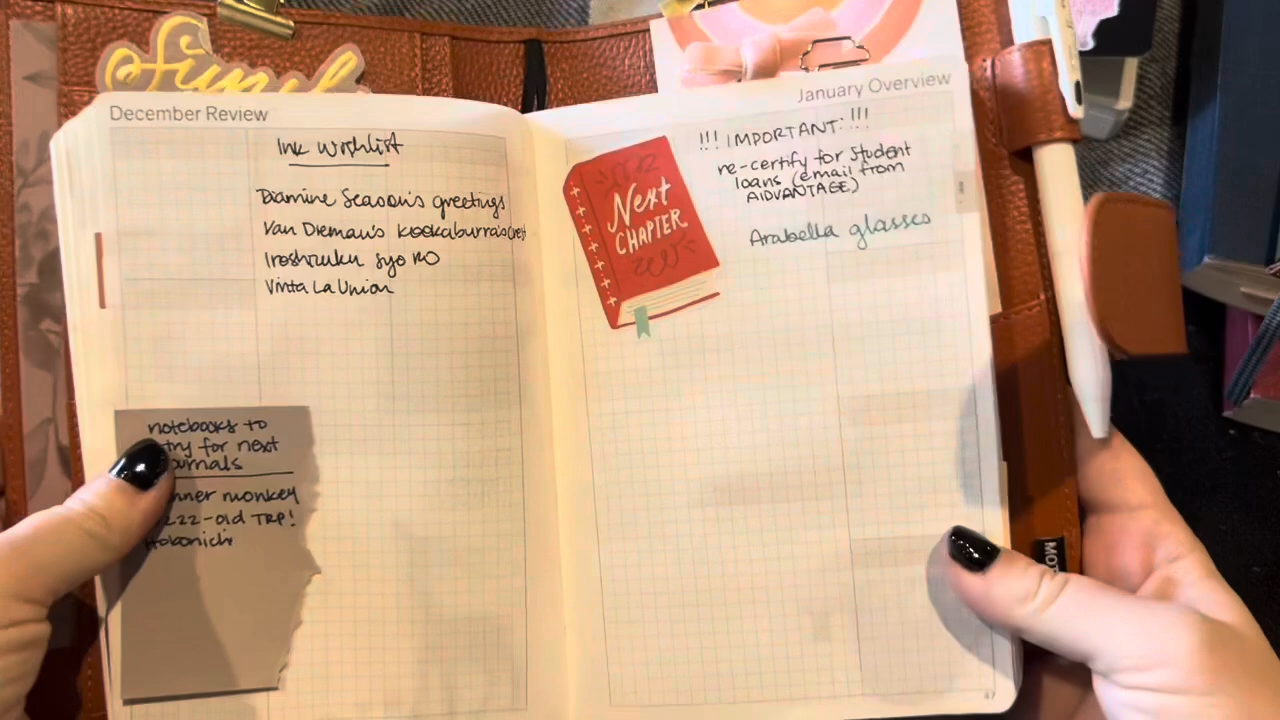 December Review
Ink Wishlist
Diamine Season's greetings
Van Dieman's Kookaburra's
Iroshizuku syo RO
Vinta La Union
notebooks to
try for next
journals
monkey
-old TRP!
Hobonichi
January Overview
!!! IMPORTANT: !!!
re-certify for student
loans (email from
AIDVANTAGE)
Arabella glasses
Next
CHAPTER
67